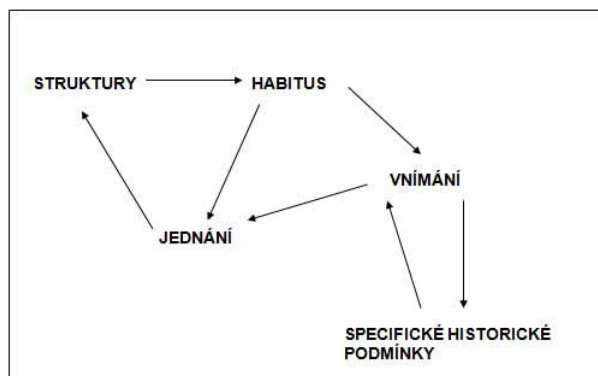 STRUKTURY
HABITUS
VNÍMÁNÍ
JEDNÁNÍ
SPECIFICKÉ HISTORICKÉ
PODMÍNKY